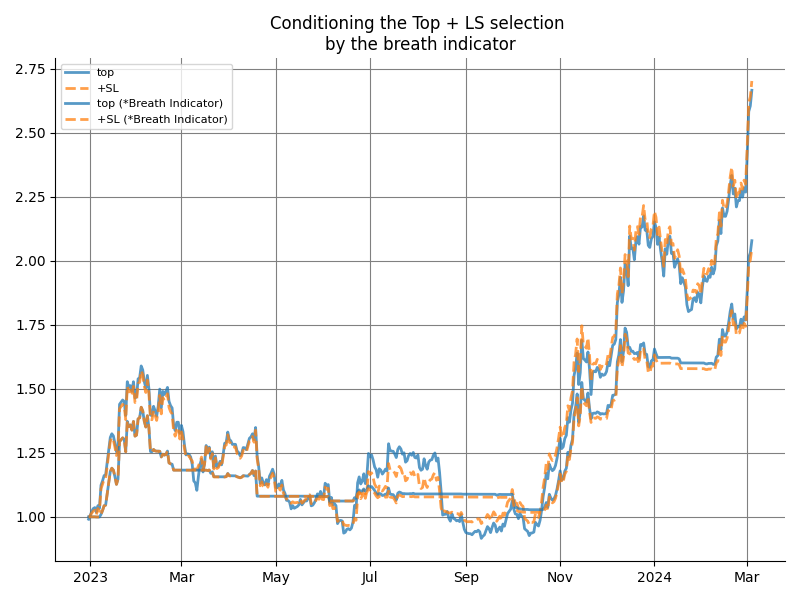 Conditioning the Top + LS selection
by the breath indicator
top
+SL
top (*Breath Indicator)
+SL (*Breath Indicator)
2.75
2.50
2.25
2.00
1.75
1.50
1.25
1.00
2023 Mar May Jul Sep Nov 2024 Mar